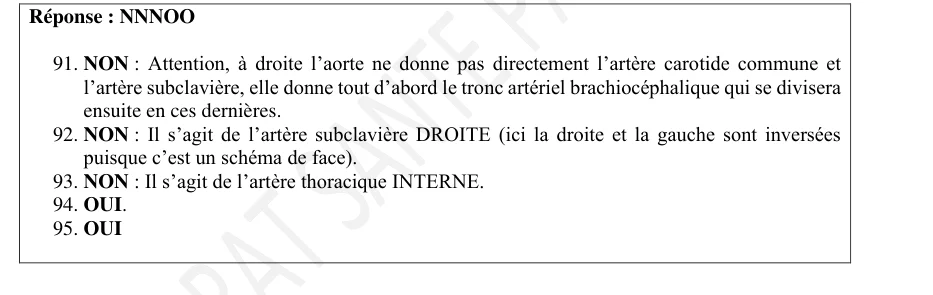 Réponse : NNNOO
91. NON : Attention, à droite l’aorte ne donne pas directement l’artère carotide commune et
l’artère subclavière, elle donne tout d’abord le tronc artériel brachiocéphalique qui se divisera
ensuite en ces dernières.
92. NON : Il s’agit de l’artère subclavière DROITE (ici la droite et la gauche sont inversées
puisque c’est un schéma de face).
93. NON : Il s’agit de l’artère thoracique INTERNE.
94. OUI.
95. OUI